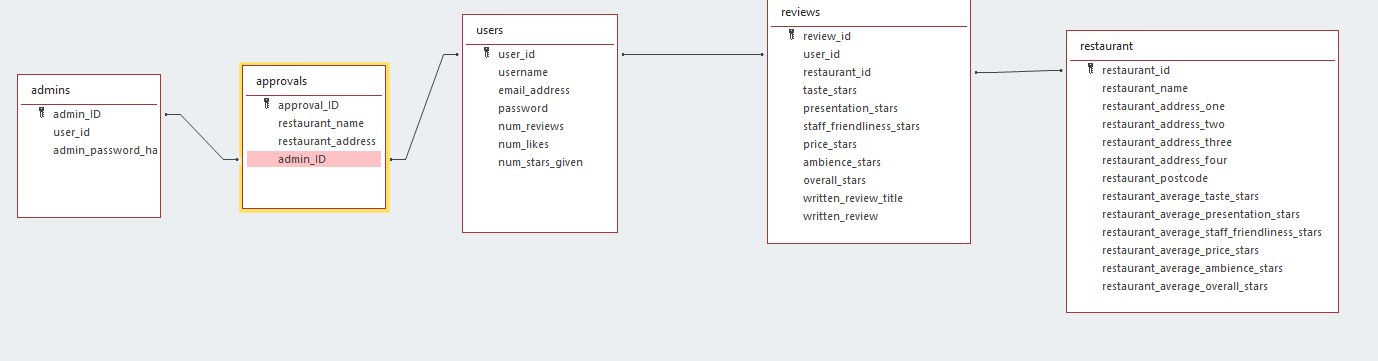 admins
admin_ID
user_id
admin_password_ha
approvals
approval_ID
restaurant_name
restaurant_address
admin_ID
users
user_id
username
email_address
password
num_reviews
num_likes
num_stars_given
reviews
review_id
user_id
restaurant_id
taste_stars
presentation_stars
staff_friendliness_stars
price_stars
ambience_stars
overall_stars
written_review_title
written_review
restaurant
restaurant_id
restaurant_name
restaurant_address_one
restaurant_address_two
restaurant_address_three
restaurant_address_four
restaurant_postcode
restaurant_average_taste_stars
restaurant_average_presentation_stars
restaurant_average_staff_friendliness_stars
restaurant_average_price_stars
restaurant_average_ambience_stars
restaurant_average_overall_stars